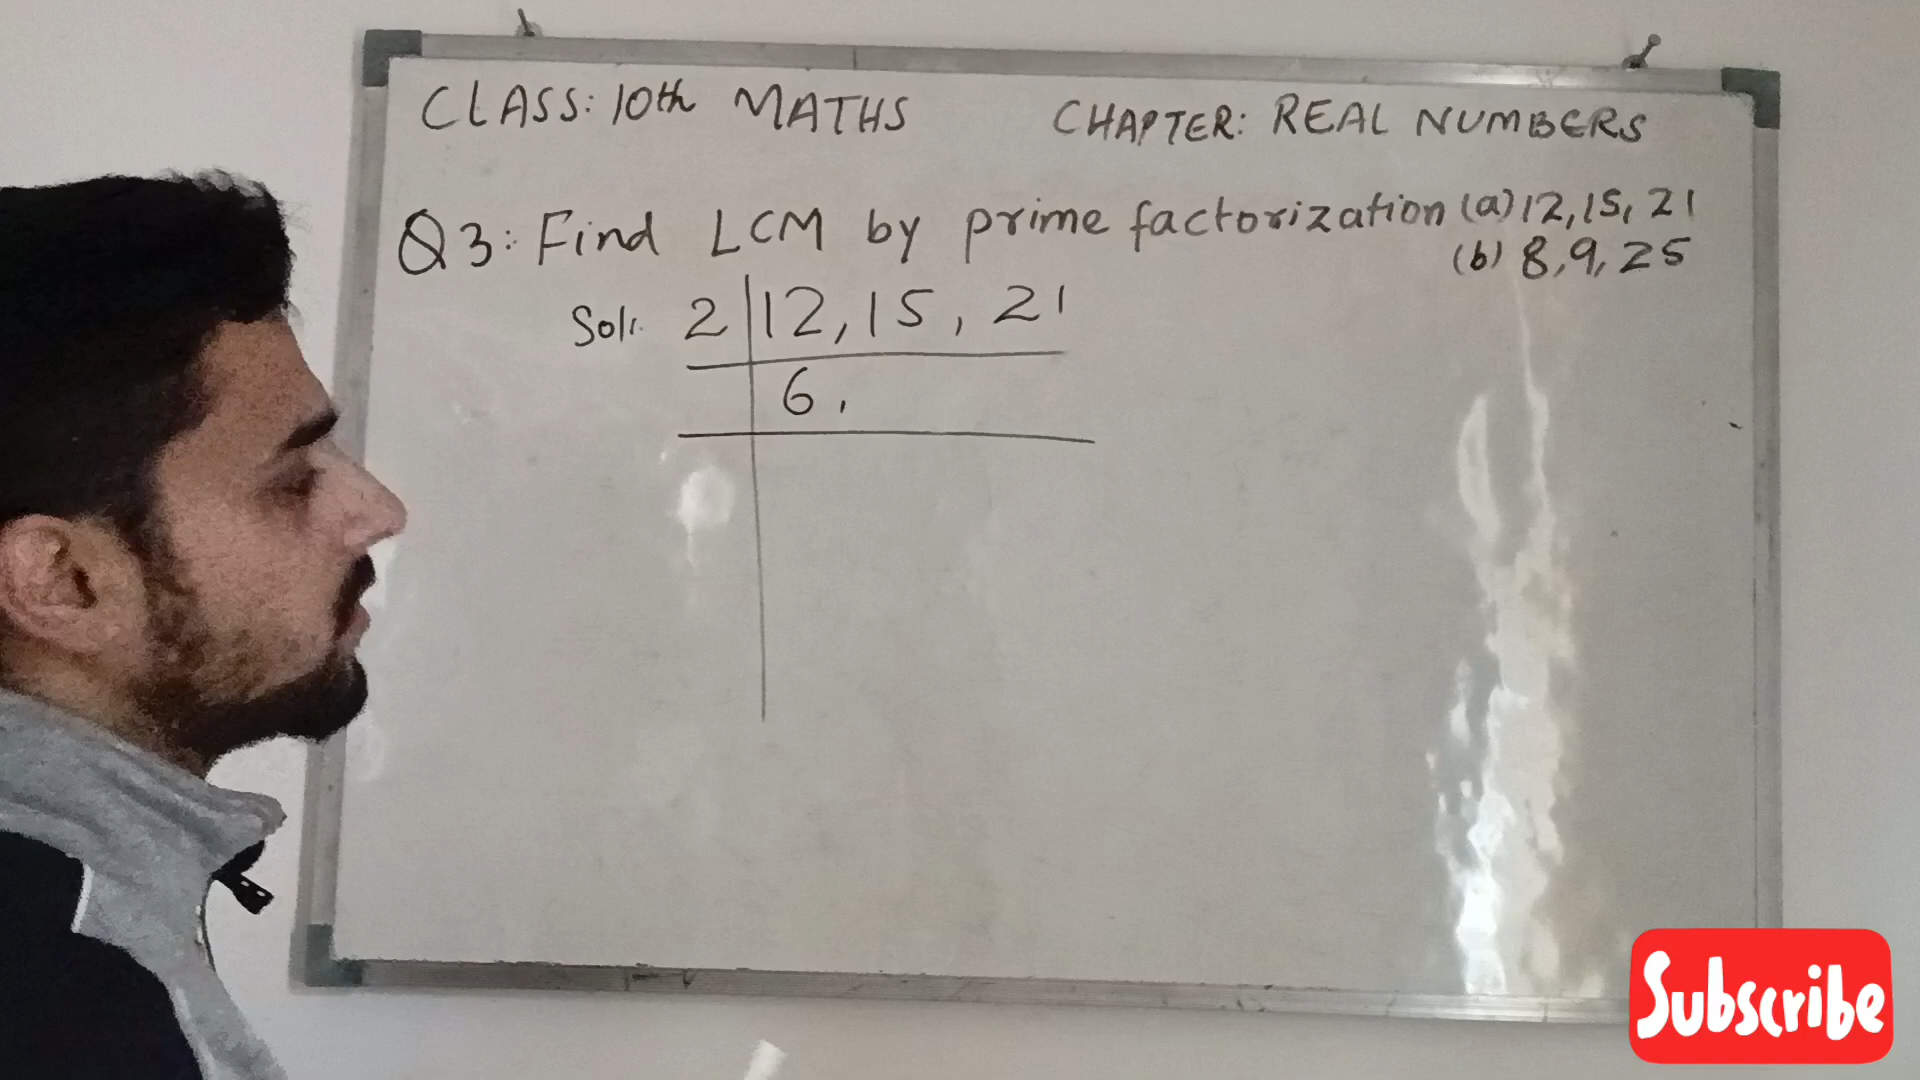 CLASS: 10th MATHS CHAPTER: REAL NUMBERS
Q3: Find LCM by prime factorization (a) 12, 15, 21
(b) 8, 9, 25
Sol: 2 | 12, 15, 21
6,
Subscribe